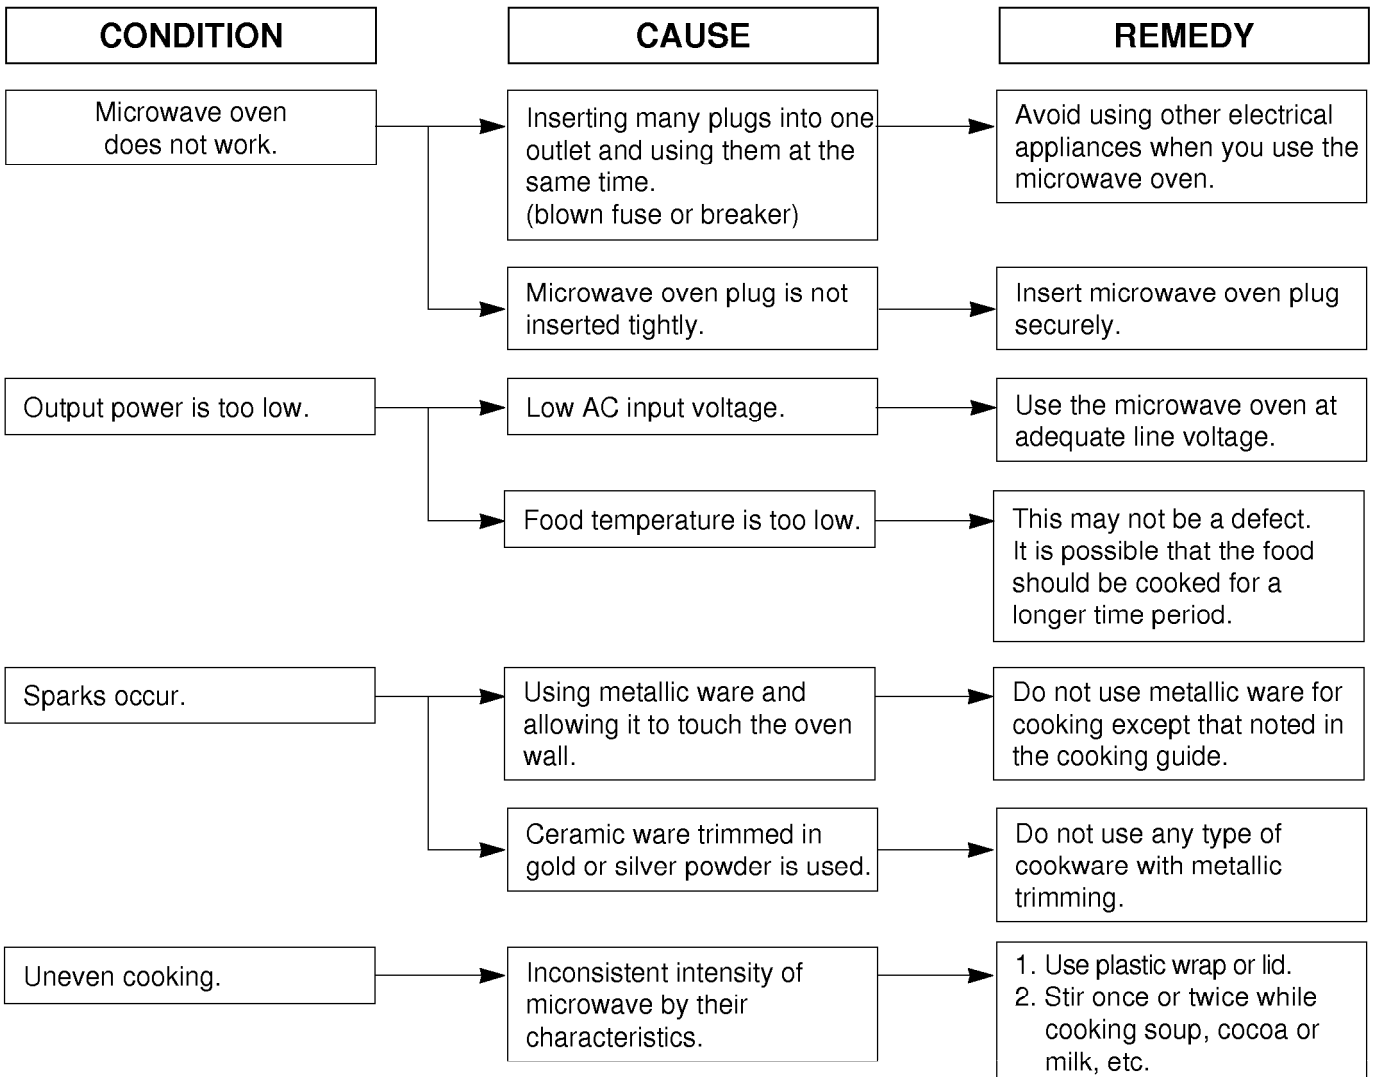 CONDITION
CAUSE
REMEDY
Microwave oven
does not work.
Inserting many plugs into one
outlet and using them at the
same time.
(blown fuse or breaker)
Avoid using other electrical
appliances when you use the
microwave oven.
Microwave oven plug is not
inserted tightly.
Insert microwave oven plug
securely.
Output power is too low.
Low AC input voltage.
Use the microwave oven at
adequate line voltage.
Food temperature is too low.
This may not be a defect.
It is possible that the food
should be cooked for a
longer time period.
Sparks occur.
Using metallic ware and
allowing it to touch the oven
wall.
Do not use metallic ware for
cooking except that noted in
the cooking guide.
Ceramic ware trimmed in
gold or silver powder is used.
Do not use any type of
cookware with metallic
trimming.
Uneven cooking.
Inconsistent intensity of
microwave by their
characteristics.
1. Use plastic wrap or lid.
2. Stir once or twice while
cooking soup, cocoa or
milk, etc.